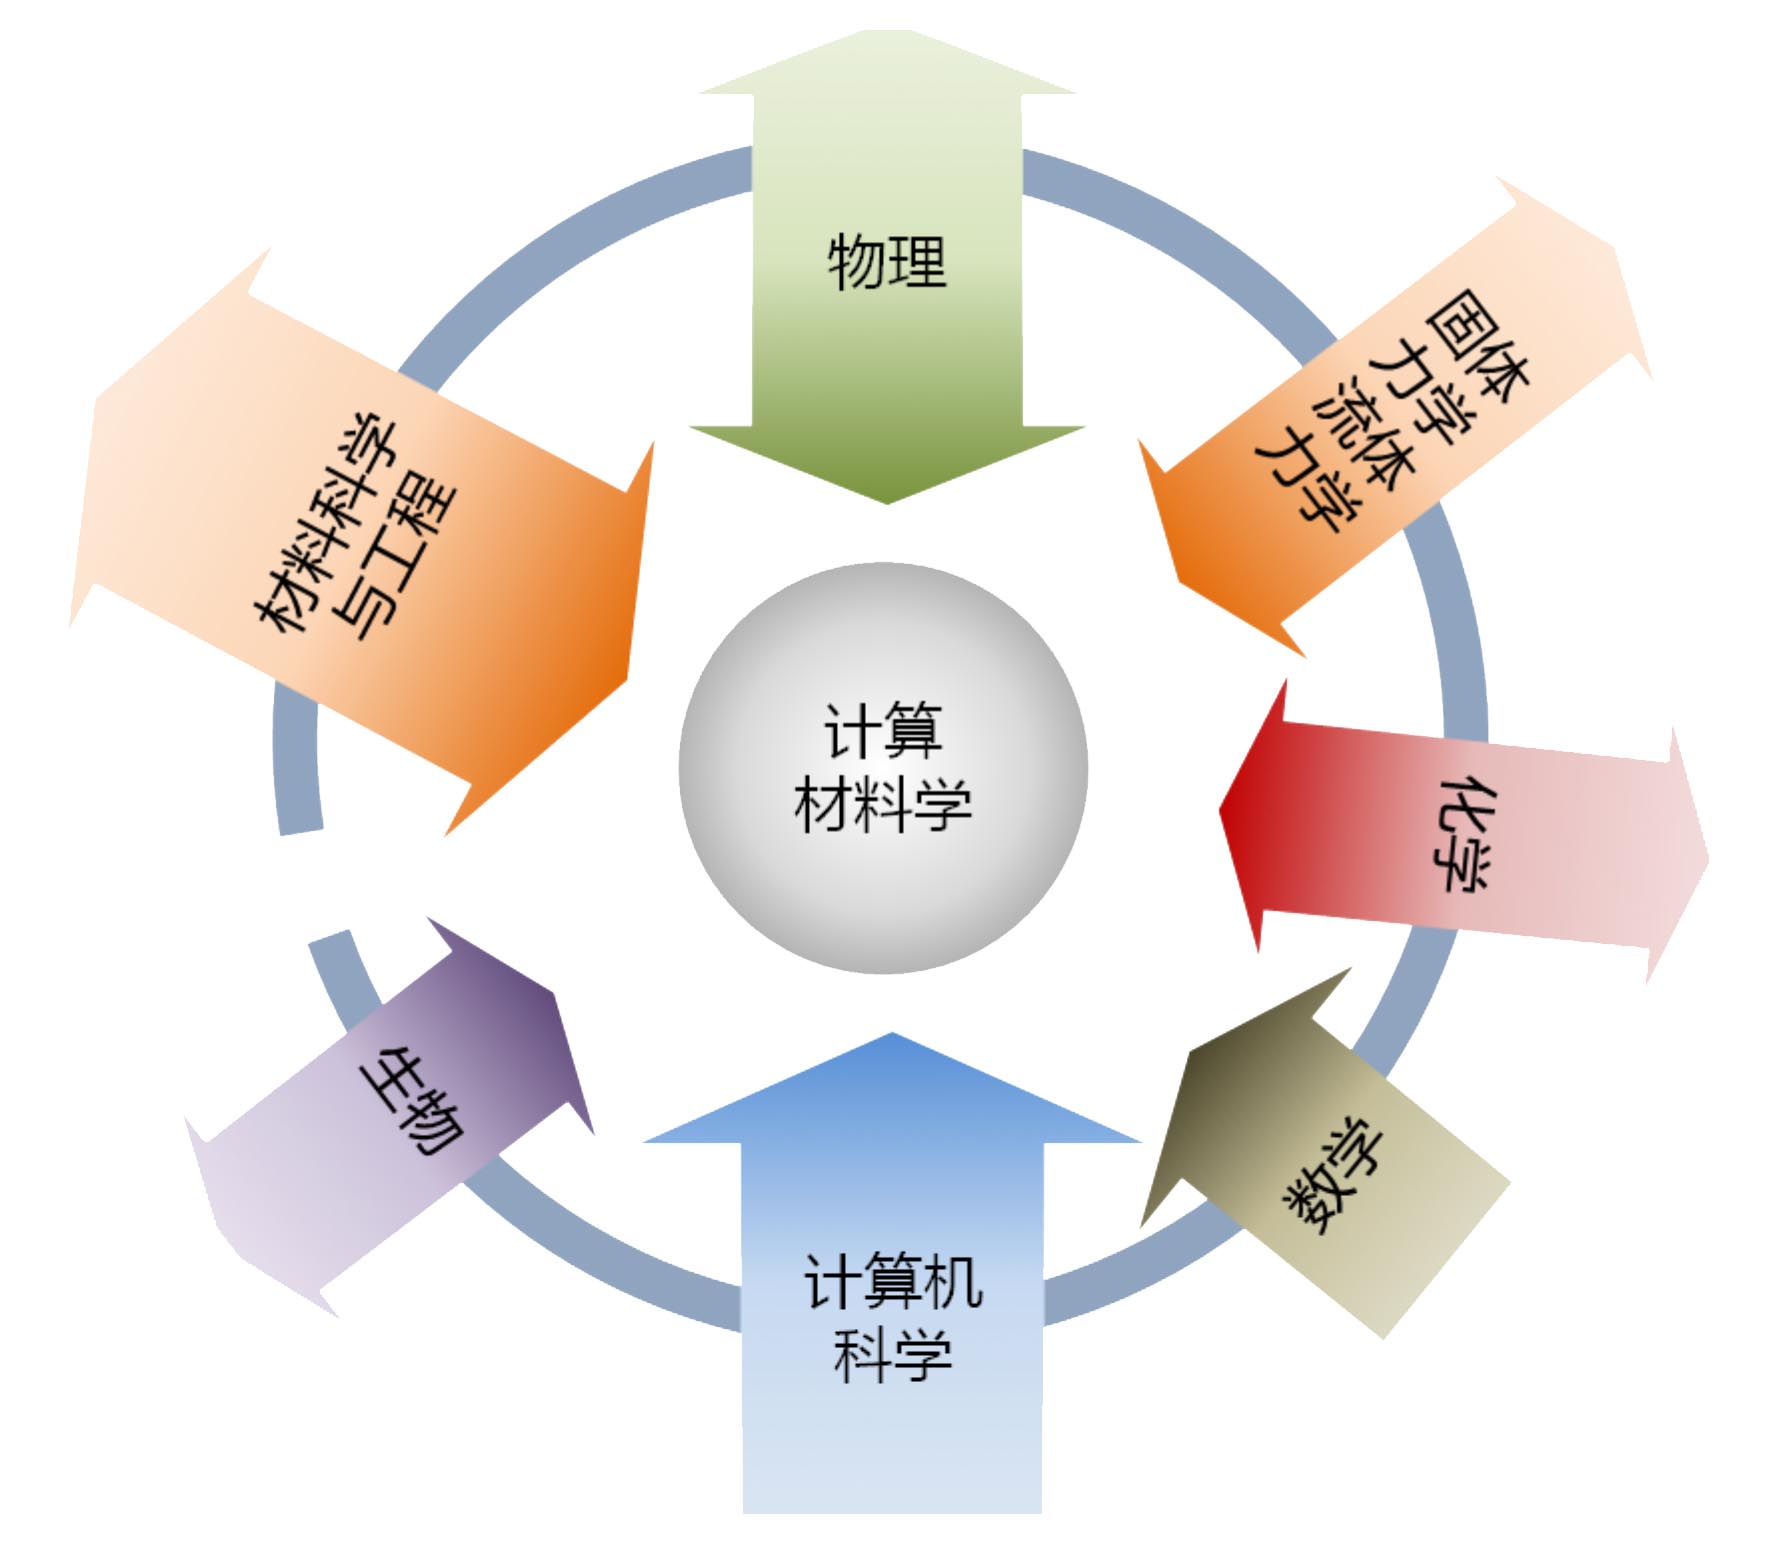 物理
固体
力学
流体
力学
材料科学
与工程
计算
材料学
化学
生物
数学
计算机
科学